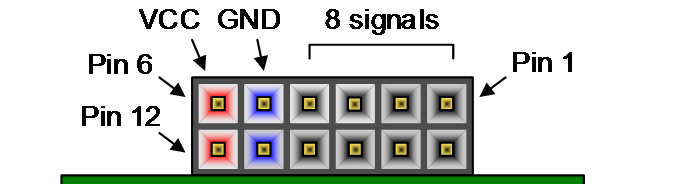 VCC GND 8 signals
Pin 6
Pin 1
Pin 12